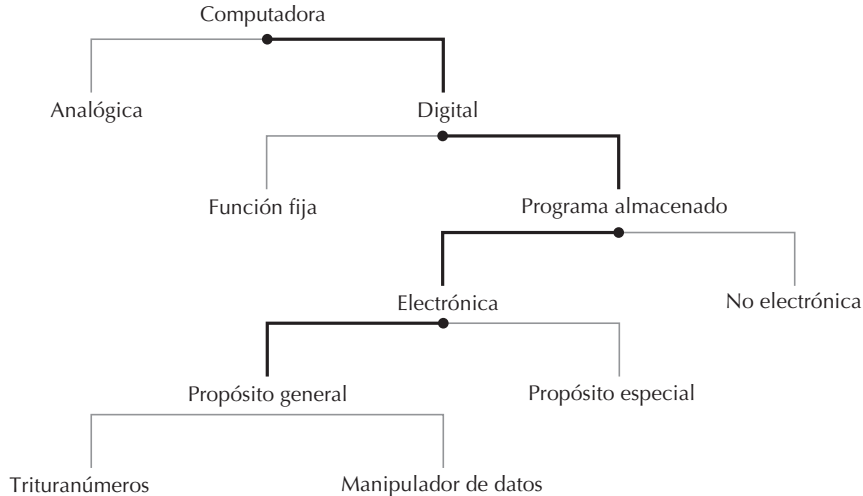 Computadora
Analógica
Digital
Función fija
Programa almacenado
Electrónica
No electrónica
Propósito general
Propósito especial
Trituranúmeros
Manipulador de datos